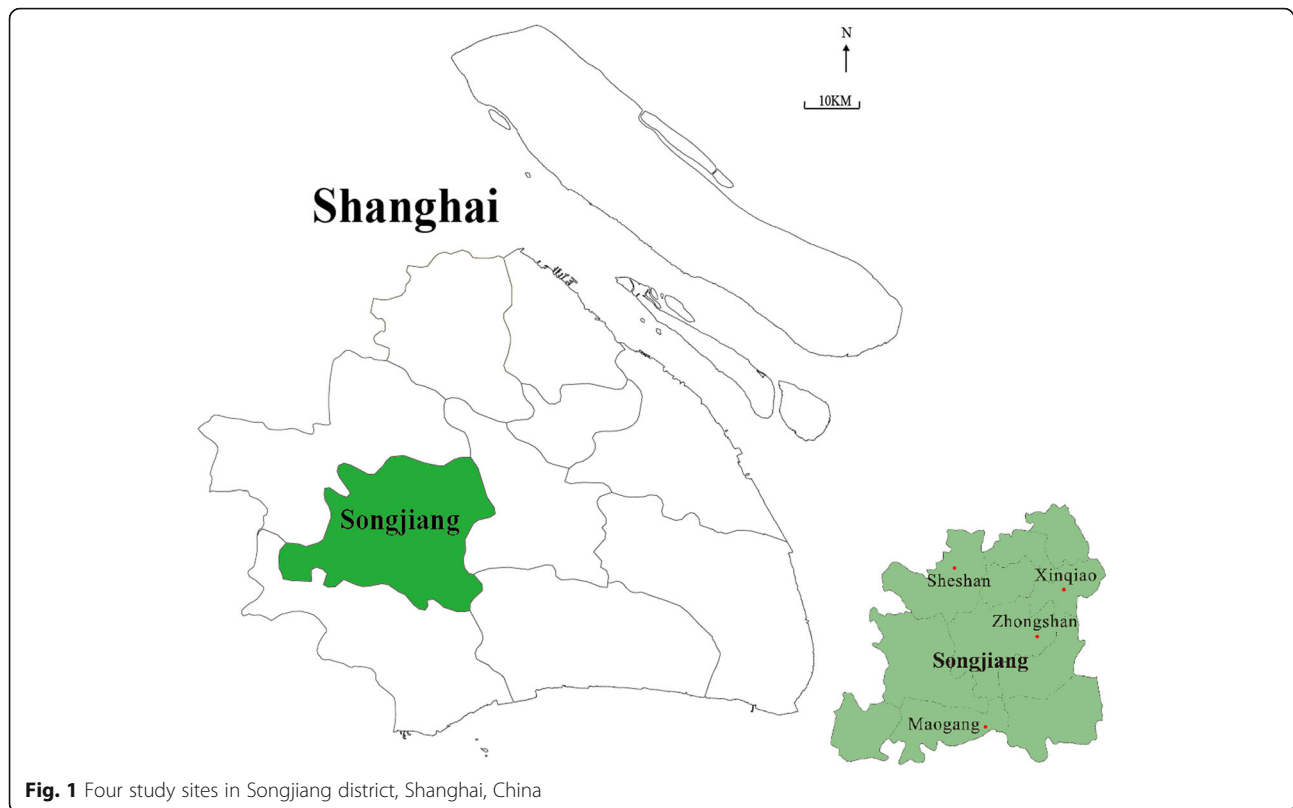 N
10KM
Shanghai
Songjiang
Sheshan
Xinqiao
Zhongshan
Songjiang
Maogang
Fig. 1 Four study sites in Songjiang district, Shanghai, China